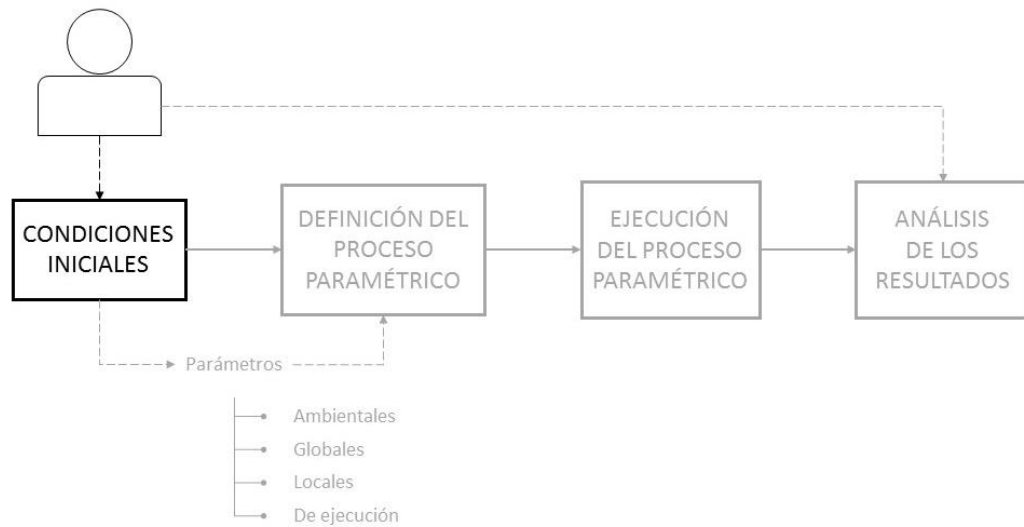 CONDICIONES
INICIALES
DEFINICIÓN DEL
PROCESO
PARAMÉTRICO
EJECUCIÓN
DEL PROCESO
PARAMÉTRICO
ANÁLISIS
DE LOS
RESULTADOS
Parámetros
Ambientales
Globales
Locales
De ejecución